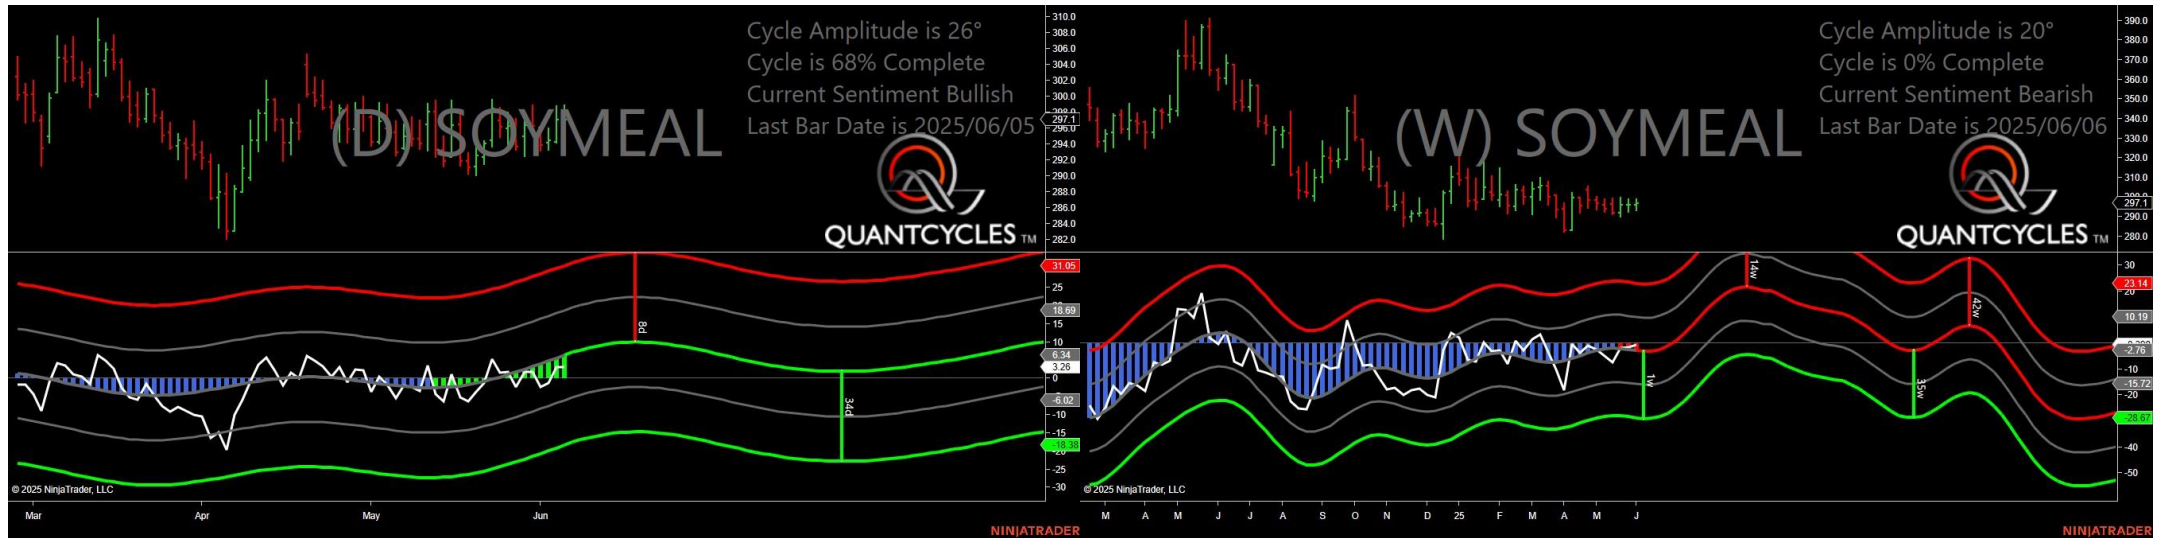 Cycle Amplitude is 26°
Cycle is 68% Complete
Current Sentiment Bullish
Last Bar Date is 2025/06/05
(D) SOYMEAL
QUANTCYCLES TM
310.0
308.0
306.0
304.0
302.0
300.0
298.0
297.1
296.0
294.0
292.0
290.0
288.0
286.0
284.0
282.0
31.05
25
18.69
15
10
6.34
3.26
0
-6.02
-10
-15
-18.38
-25
-30
8d
34d
© 2025 NinjaTrader, LLC
Mar
Apr
May
Jun
NINJATRADER
Cycle Amplitude is 20°
Cycle is 0% Complete
Current Sentiment Bearish
Last Bar Date is 2025/06/06
(W) SOYMEAL
QUANTCYCLES TM
390.0
380.0
370.0
360.0
350.0
340.0
330.0
320.0
310.0
297.1
290.0
280.0
30
23.14
20
10.19
-2.76
-10
-15.72
-20
-28.67
-40
-50
14w
42w
1w
35w
© 2025 NinjaTrader, LLC
M
A
M
J
J
A
S
O
N
D
25
F
M
A
M
J
NINJATRADER